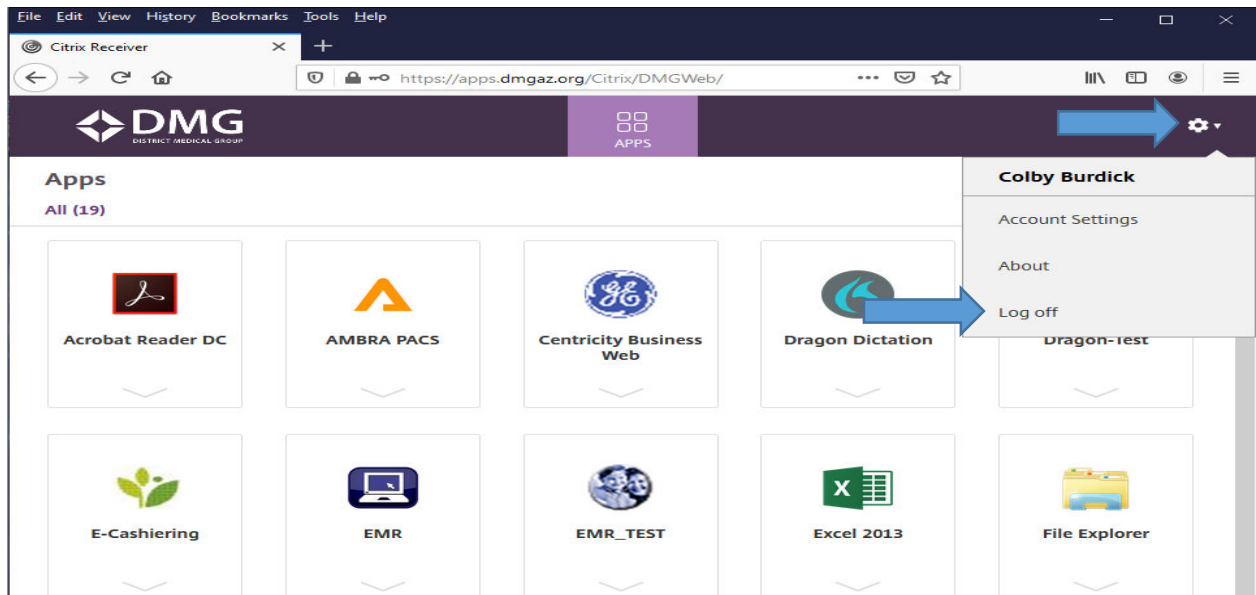 File Edit View History Bookmarks Tools Help
Citrix Receiver
https://apps.dmgaz.org/Citrix/DMGWeb/
DMG
DISTRICT MEDICAL GROUP
APPS
Apps
All (19)
Colby Burdick
Account Settings
About
Log off
Acrobat Reader DC
AMBRA PACS
Centricity Business
Web
Dragon Dictation
Dragon-Test
E-Cashiering
EMR
EMR_TEST
Excel 2013
File Explorer